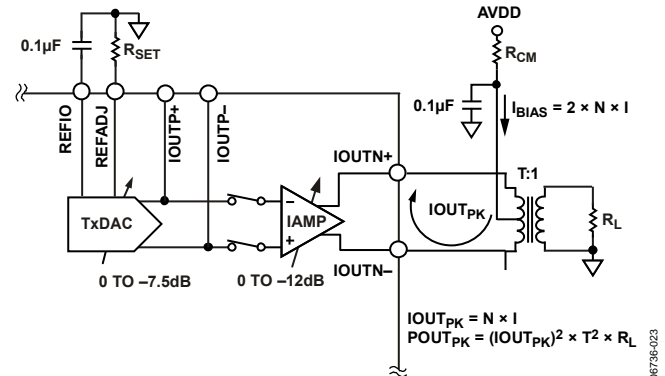 AVDD
0.1µF
RSET
RCM
0.1µF
IBIAS = 2 × N × I
REFIO
REFADJ
IOUTP+
IOUTP–
IOUTN+
T:1
TxDAC
–
IAMP
+
IOUTPK
RL
0 TO –7.5dB
0 TO –12dB
IOUTN–
IOUTPK = N × I
POUTPK = (IOUTPK)² × T² × RL
06736-023